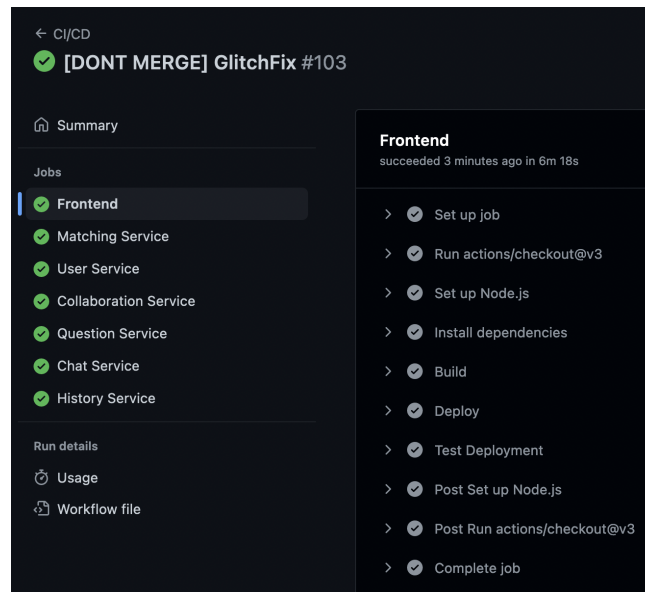 CI/CD
[DONT MERGE] GlitchFix #103
Summary
Jobs
Frontend
Matching Service
User Service
Collaboration Service
Question Service
Chat Service
History Service
Run details
Usage
Workflow file
Frontend
succeeded 3 minutes ago in 6m 18s
Set up job
Run actions/checkout@v3
Set up Node.js
Install dependencies
Build
Deploy
Test Deployment
Post Set up Node.js
Post Run actions/checkout@v3
Complete job